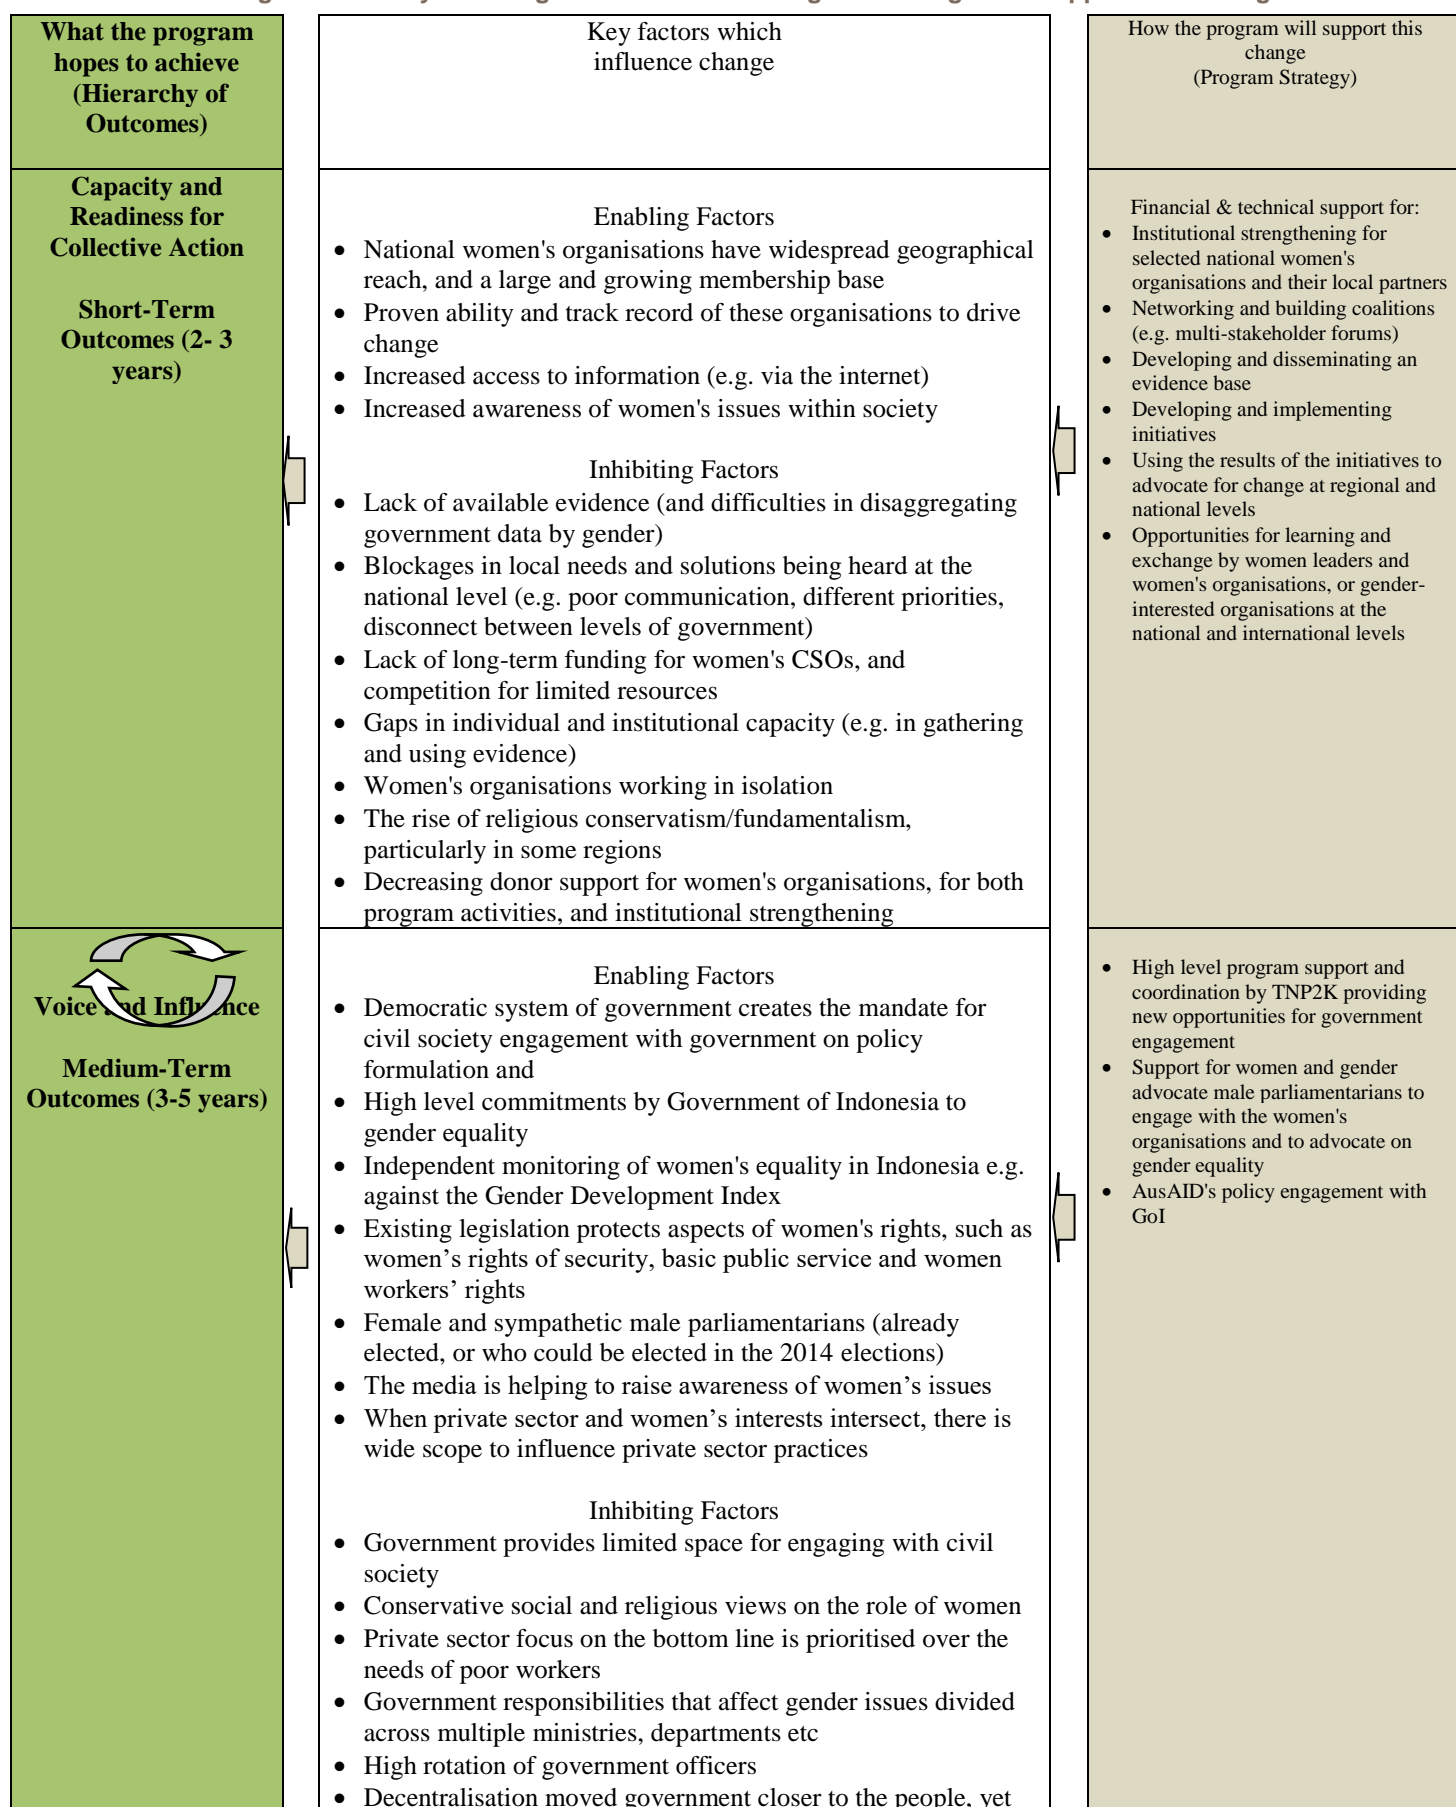 What the program
hopes to achieve
(Hierarchy of
Outcomes)
Key factors which
influence change
How the program will support this
change
(Program Strategy)
Capacity and
Readiness for
Collective Action
Short-Term
Outcomes (2- 3
years)
Enabling Factors
• National women's organisations have widespread geographical
reach, and a large and growing membership base
• Proven ability and track record of these organisations to drive
change
• Increased access to information (e.g. via the internet)
• Increased awareness of women's issues within society
Inhibiting Factors
• Lack of available evidence (and difficulties in disaggregating
government data by gender)
• Blockages in local needs and solutions being heard at the
national level (e.g. poor communication, different priorities,
disconnect between levels of government)
• Lack of long-term funding for women's CSOs, and
competition for limited resources
• Gaps in individual and institutional capacity (e.g. in gathering
and using evidence)
• Women's organisations working in isolation
• The rise of religious conservatism/fundamentalism,
particularly in some regions
• Decreasing donor support for women's organisations, for both
program activities, and institutional strengthening
Financial & technical support for:
• Institutional strengthening for
selected national women's
organisations and their local partners
• Networking and building coalitions
(e.g. multi-stakeholder forums)
• Developing and disseminating an
evidence base
• Developing and implementing
initiatives
• Using the results of the initiatives to
advocate for change at regional and
national levels
• Opportunities for learning and
exchange by women leaders and
women's organisations, or gender-
interested organisations at the
national and international levels
Voice and Influence
Medium-Term
Outcomes (3-5 years)
Enabling Factors
• Democratic system of government creates the mandate for
civil society engagement with government on policy
formulation and
• High level commitments by Government of Indonesia to
gender equality
• Independent monitoring of women's equality in Indonesia e.g.
against the Gender Development Index
• Existing legislation protects aspects of women's rights, such as
women’s rights of security, basic public service and women
workers’ rights
• Female and sympathetic male parliamentarians (already
elected, or who could be elected in the 2014 elections)
• The media is helping to raise awareness of women’s issues
• When private sector and women’s interests intersect, there is
wide scope to influence private sector practices
Inhibiting Factors
• Government provides limited space for engaging with civil
society
• Conservative social and religious views on the role of women
• Private sector focus on the bottom line is prioritised over the
needs of poor workers
• Government responsibilities that affect gender issues divided
across multiple ministries, departments etc
• High rotation of government officers
• Decentralisation moved government closer to the people, yet
• High level program support and
coordination by TNP2K providing
new opportunities for government
engagement
• Support for women and gender
advocate male parliamentarians to
engage with the women's
organisations and to advocate on
gender equality
• AusAID's policy engagement with
GoI